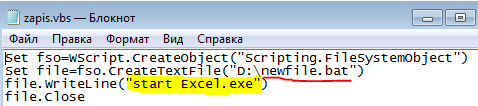 zapis.vbs — Блокнот
Файл Правка Формат Вид Справка
Set fso=WScript.CreateObject("Scripting.FileSystemObject")
Set file=fso.CreateTextFile("D:\newfile.bat")
file.WriteLine("start Excel.exe")
file.Close